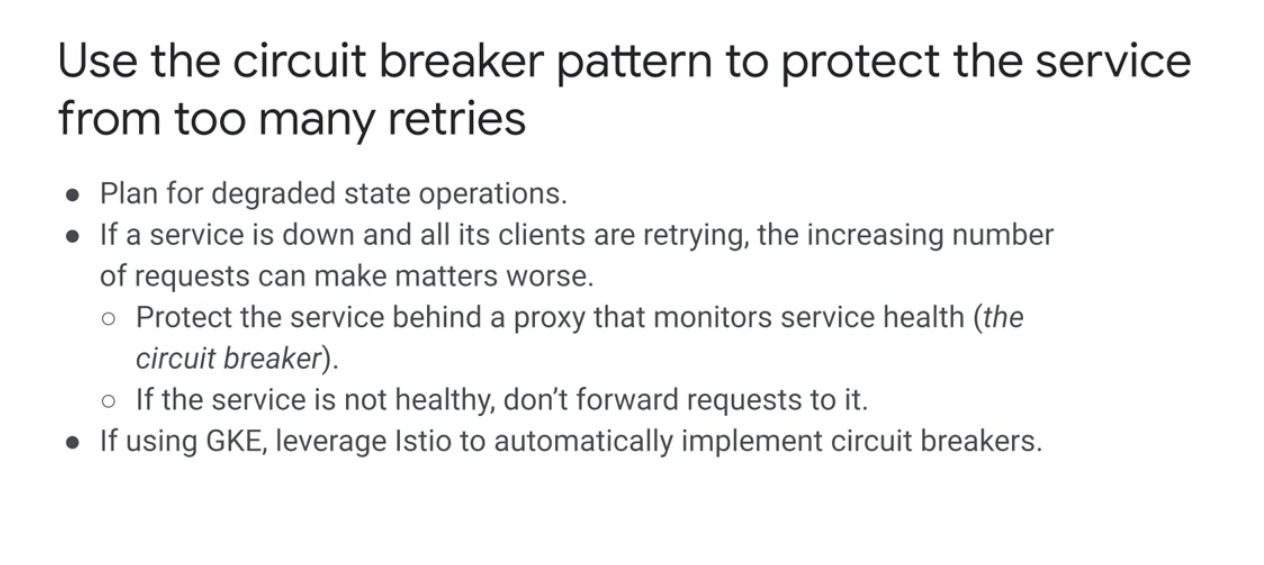 Use the circuit breaker pattern to protect the service
from too many retries
● Plan for degraded state operations.
● If a service is down and all its clients are retrying, the increasing number
of requests can make matters worse.
○ Protect the service behind a proxy that monitors service health (the
circuit breaker).
○ If the service is not healthy, don’t forward requests to it.
● If using GKE, leverage Istio to automatically implement circuit breakers.